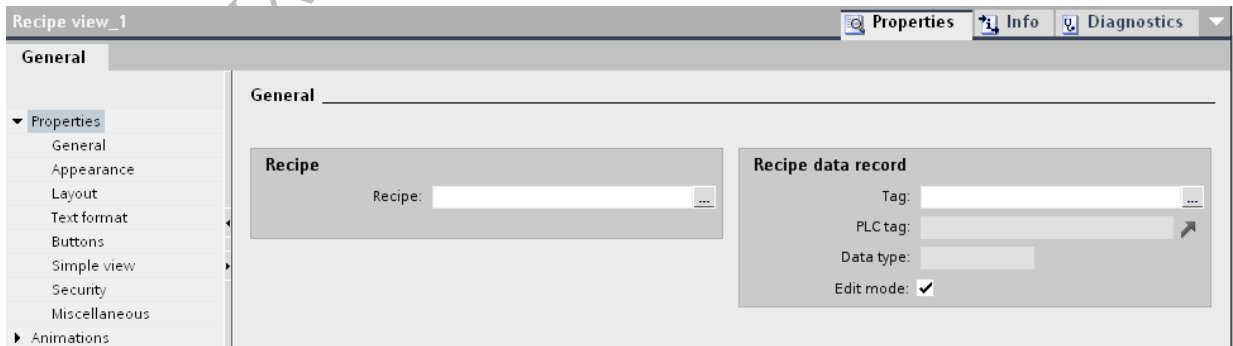 Recipe view_1
Properties
Info
Diagnostics
General
General
Properties
General
Appearance
Layout
Text format
Buttons
Simple view
Security
Miscellaneous
Animations
Recipe
Recipe:
...
Recipe data record
Tag:
...
PLC tag:
Data type:
Edit mode: